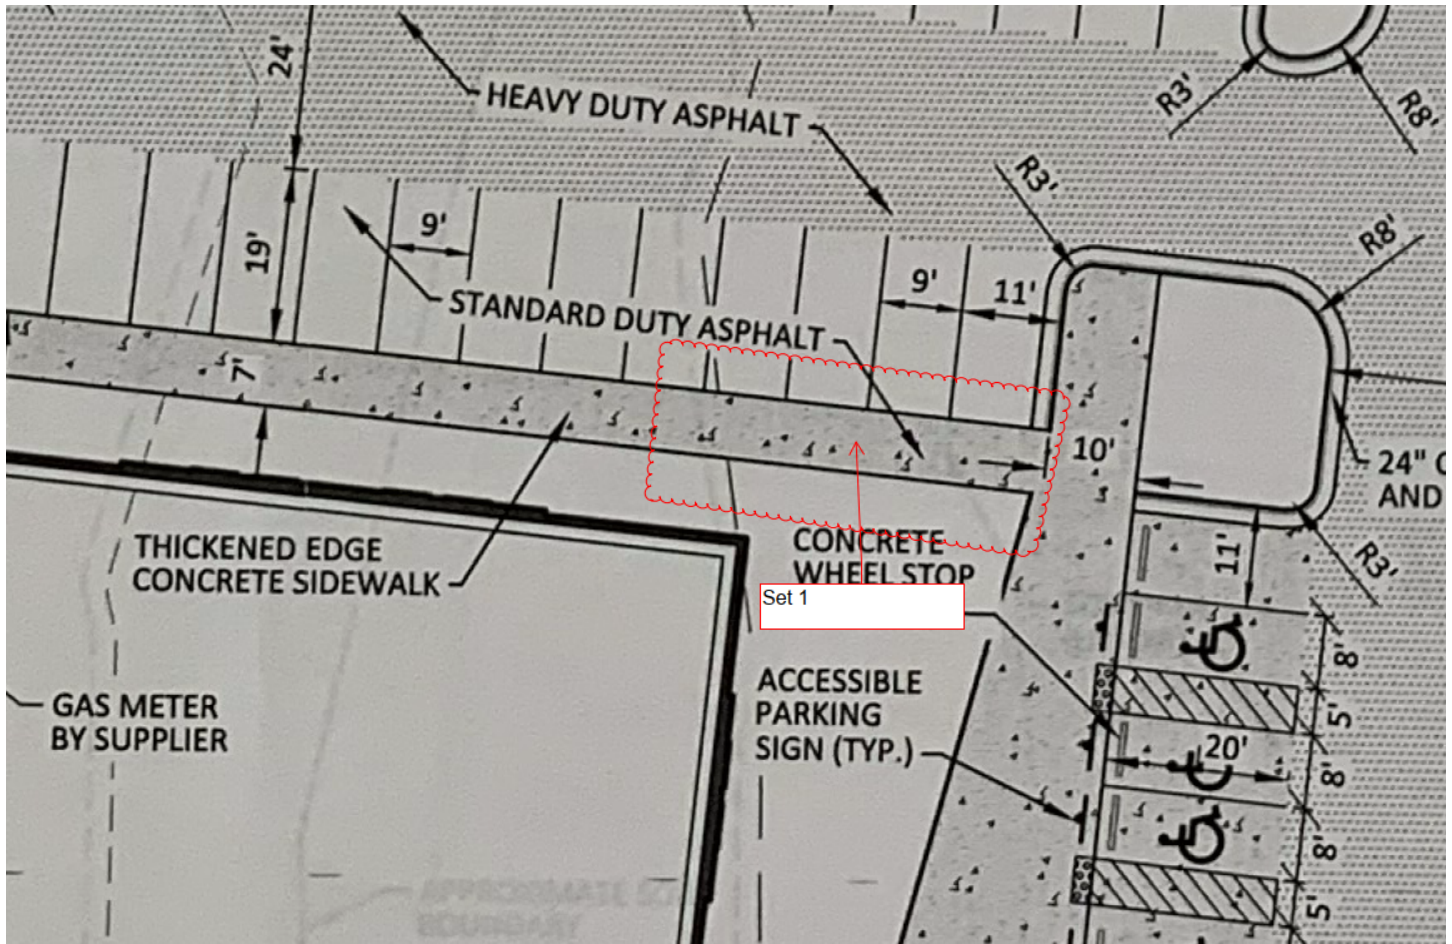 24'
HEAVY DUTY ASPHALT
R3'
R8'
R3'
R8'
9'
19'
9'
11'
STANDARD DUTY ASPHALT
7'
10'
24"
AND
THICKENED EDGE
CONCRETE SIDEWALK
CONCRETE
WHEEL STOP
Set 1
11'
R3'
8'
GAS METER
BY SUPPLIER
ACCESSIBLE
PARKING
SIGN (TYP.)
5'
20'
8'
8'
5'
APPROXIMATE
BOUNDARY